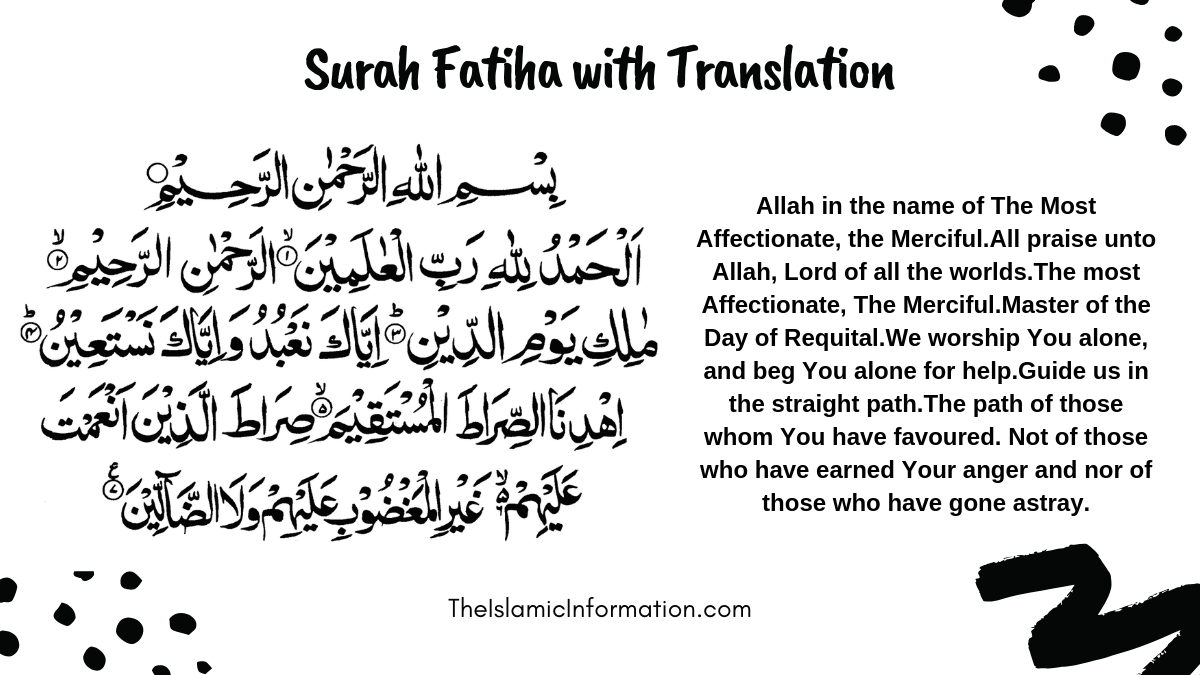 Surah Fatiha with Translation
بِسْمِ اللّٰهِ الرَّحْمٰنِ الرَّحِيْمِ
اَلْحَمْدُ لِلّٰهِ رَبِّ الْعٰلَمِيْنَ ۙ‏﴿۱﴾ الرَّحْمٰنِ الرَّحِيْمِ ۙ‏﴿۲﴾
مٰلِكِ يَوْمِ الدِّيْنِ ؕ‏﴿۳﴾ اِيَّاكَ نَعْبُدُ وَاِيَّاكَ نَسْتَعِيْنُ ؕ‏﴿۴﴾
اِهْدِنَا الصِّرَاطَ الْمُسْتَقِيْمَ ۙ‏﴿۵﴾ صِرَاطَ الَّذِيْنَ اَنْعَمْتَ
عَلَيْهِمْ ۙ۬ۦ غَيْرِ الْمَغْضُوْبِ عَلَيْهِمْ وَلَا الضَّآلِّيْنَ ‏﴿۷﴾ ع
Allah in the name of The Most
Affectionate, the Merciful.All praise unto
Allah, Lord of all the worlds.The most
Affectionate, The Merciful.Master of the
Day of Requital.We worship You alone,
and beg You alone for help.Guide us in
the straight path.The path of those
whom You have favoured. Not of those
who have earned Your anger and nor of
those who have gone astray.
TheIslamicInformation.com